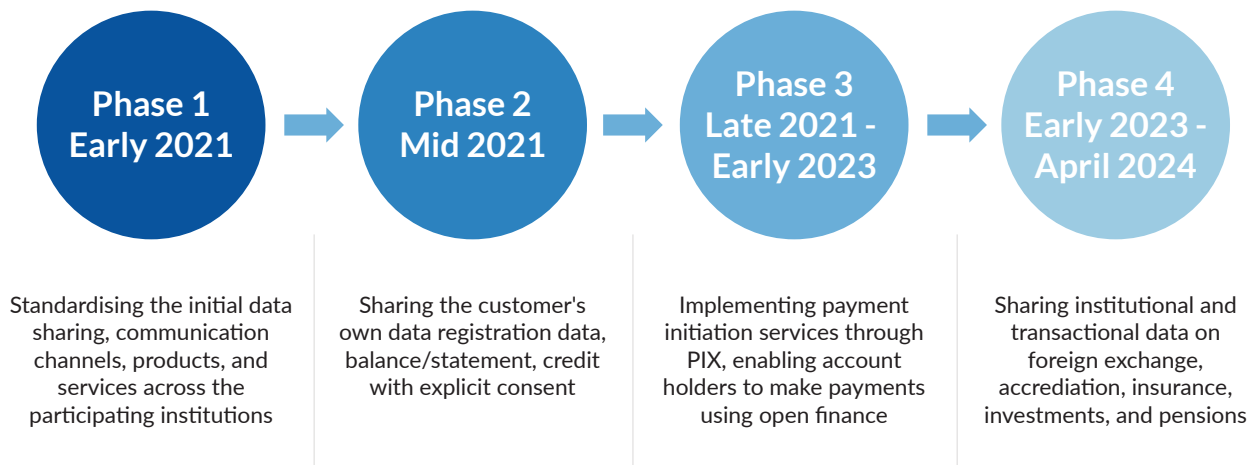 Phase 1
Early 2021
Phase 2
Mid 2021
Phase 3
Late 2021 -
Early 2023
Phase 4
Early 2023 -
April 2024
Standardising the initial data
sharing, communication
channels, products, and
services across the
participating institutions
Sharing the customer's
own data registration data,
balance/statement, credit
with explicit consent
Implementing payment
initiation services through
PIX, enabling account
holders to make payments
using open finance
Sharing institutional and
transactional data on
foreign exchange,
accrediation, insurance,
investments, and pensions